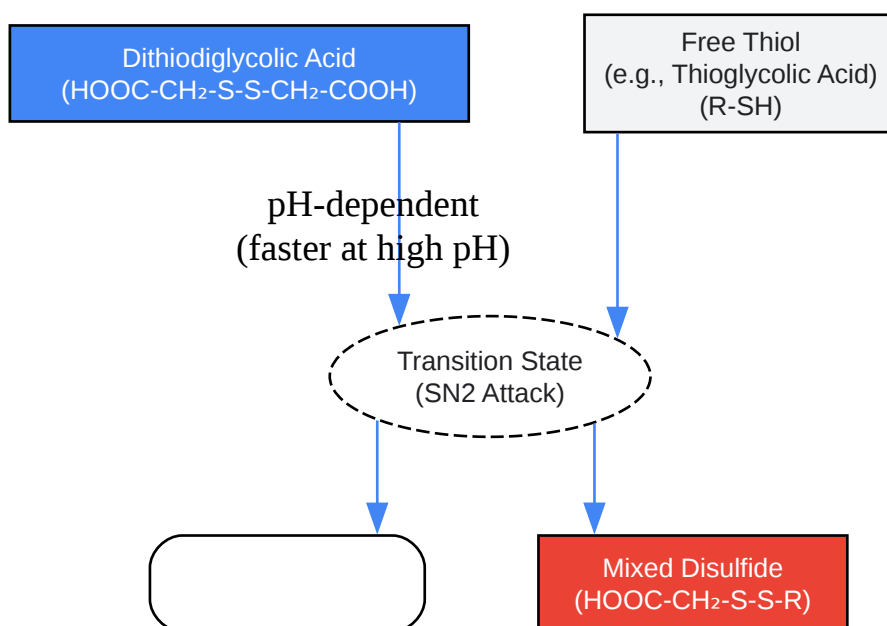 Dithiodiglycolic Acid
(HOOC-CH₂-S-S-CH₂-COOH)
Free Thiol
(e.g., Thioglycolic Acid)
(R-SH)
pH-dependent
(faster at high pH)
Transition State
(SN2 Attack)
Mixed Disulfide
(HOOC-CH₂-S-S-R)